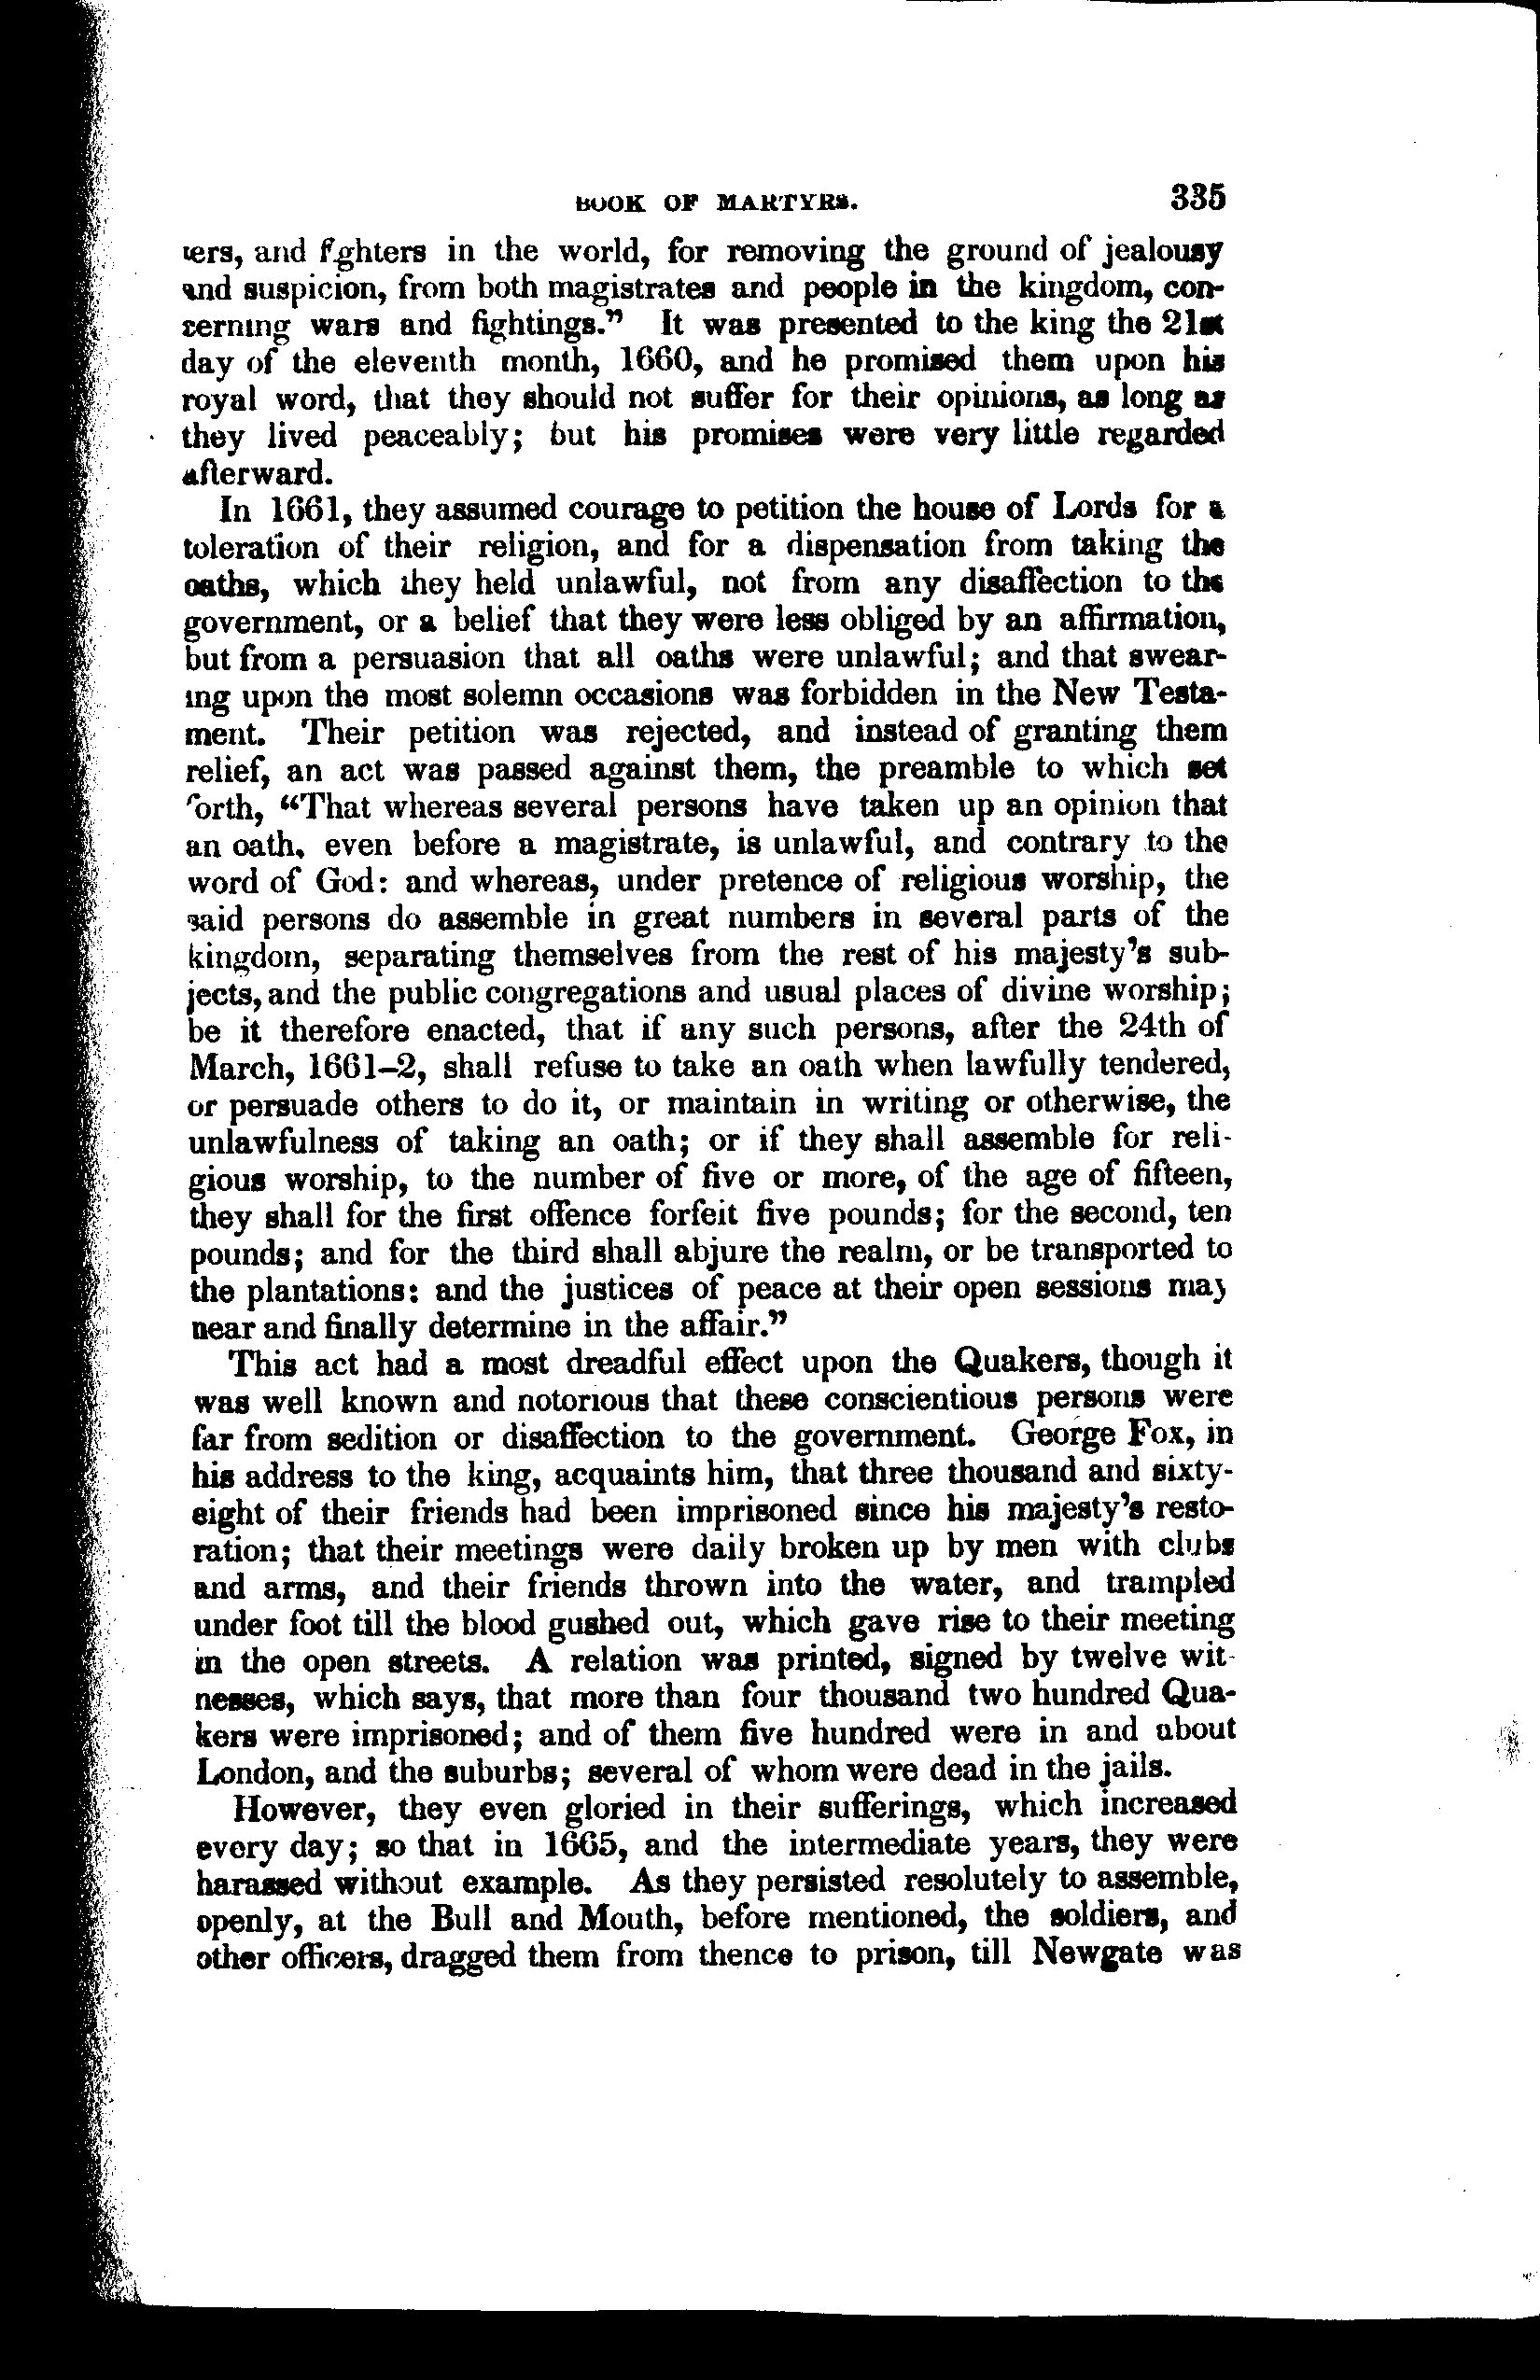 BOOK OF MARTYRS. 335
ters, and fighters in the world, for removing the ground of jealousy
and suspicion, from both magistrates and people in the kingdom, con-
cerning wars and fightings.” It was presented to the king the 21st
day of the eleventh month, 1660, and he promised them upon his
royal word, that they should not suffer for their opinions, as long as
they lived peaceably; but his promises were very little regarded
afterward.
In 1661, they assumed courage to petition the house of Lords for a
toleration of their religion, and for a dispensation from taking the
oaths, which they held unlawful, not from any disaffection to the
government, or a belief that they were less obliged by an affirmation,
but from a persuasion that all oaths were unlawful; and that swear-
ing upon the most solemn occasions was forbidden in the New Testa-
ment. Their petition was rejected, and instead of granting them
relief, an act was passed against them, the preamble to which set
forth, “That whereas several persons have taken up an opinion that
an oath, even before a magistrate, is unlawful, and contrary to the
word of God: and whereas, under pretence of religious worship, the
said persons do assemble in great numbers in several parts of the
kingdom, separating themselves from the rest of his majesty’s sub-
jects, and the public congregations and usual places of divine worship;
be it therefore enacted, that if any such persons, after the 24th of
March, 1661–2, shall refuse to take an oath when lawfully tendered,
or persuade others to do it, or maintain in writing or otherwise, the
unlawfulness of taking an oath; or if they shall assemble for reli-
gious worship, to the number of five or more, of the age of fifteen,
they shall for the first offence forfeit five pounds; for the second, ten
pounds; and for the third shall abjure the realm, or be transported to
the plantations: and the justices of peace at their open sessions may
hear and finally determine in the affair.”
This act had a most dreadful effect upon the Quakers, though it
was well known and notorious that these conscientious persons were
far from sedition or disaffection to the government. George Fox, in
his address to the king, acquaints him, that three thousand and sixty-
eight of their friends had been imprisoned since his majesty’s resto-
ration; that their meetings were daily broken up by men with clubs
and arms, and their friends thrown into the water, and trampled
under foot till the blood gushed out, which gave rise to their meeting
in the open streets. A relation was printed, signed by twelve wit-
nesses, which says, that more than four thousand two hundred Qua-
kers were imprisoned; and of them five hundred were in and about
London, and the suburbs; several of whom were dead in the jails.
However, they even gloried in their sufferings, which increased
every day; so that in 1665, and the intermediate years, they were
harassed without example. As they persisted resolutely to assemble,
openly, at the Bull and Mouth, before mentioned, the soldiers, and
other officers, dragged them from thence to prison, till Newgate was